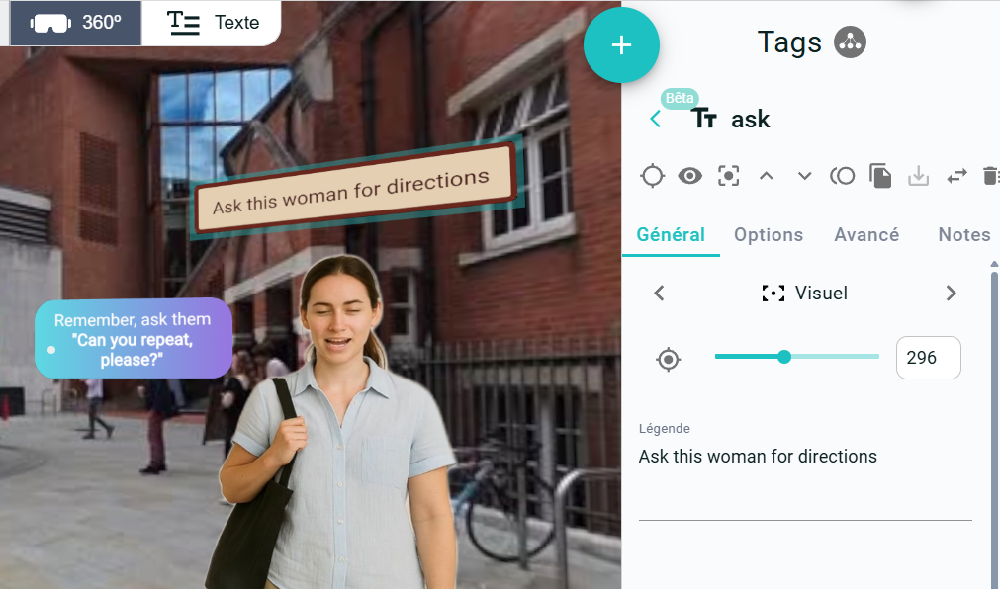 360º
Texte
Tags
Bêta
ask
Général
Options
Avancé
Notes
Visuel
296
Légende
Ask this woman for directions
Ask this woman for directions
Remember, ask them
"Can you repeat,
please?"